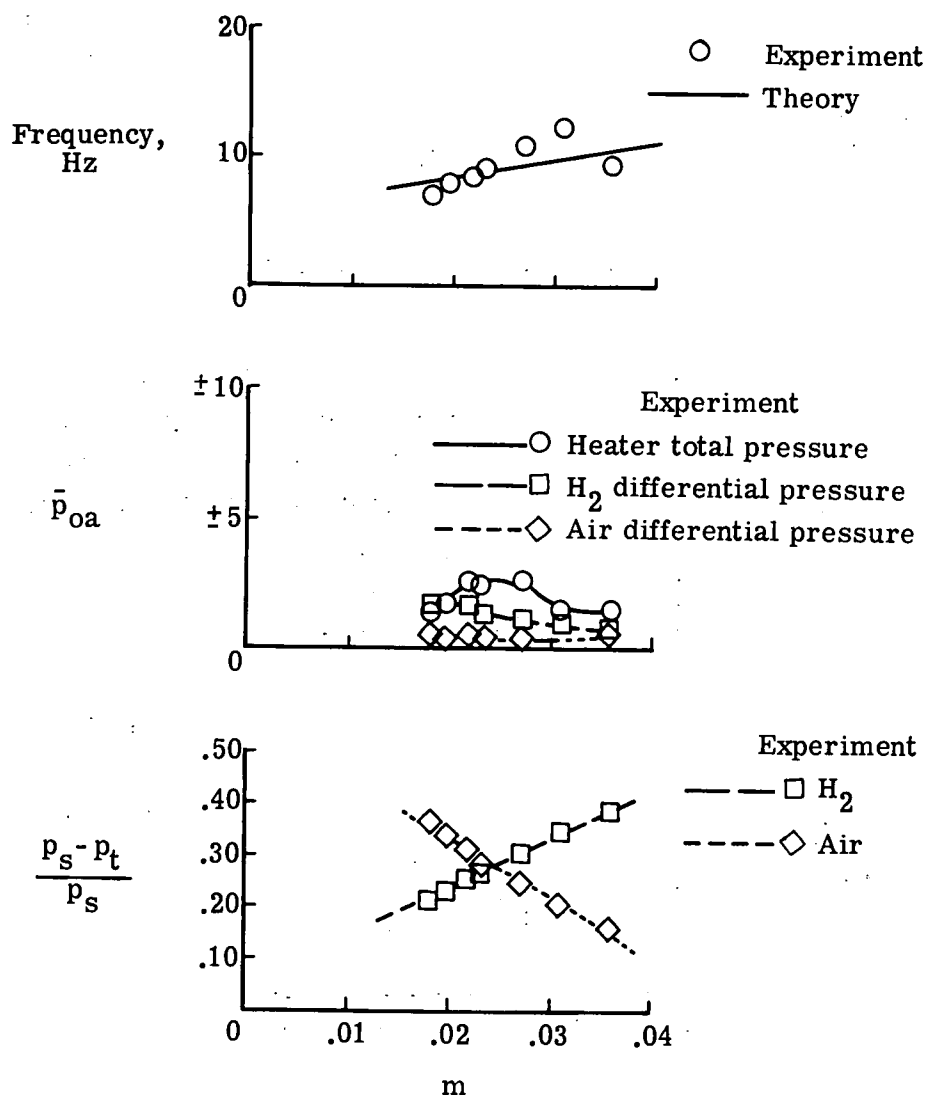 20
Experiment
Theory
Frequency,
Hz
10
0
±10
Experiment
Heater total pressure
H2 differential pressure
p̄oa
±5
Air differential pressure
0
.50
Experiment
H2
.40
Air
ps - pt
ps
.30
.20
.10
0 .01 .02 .03 .04
m